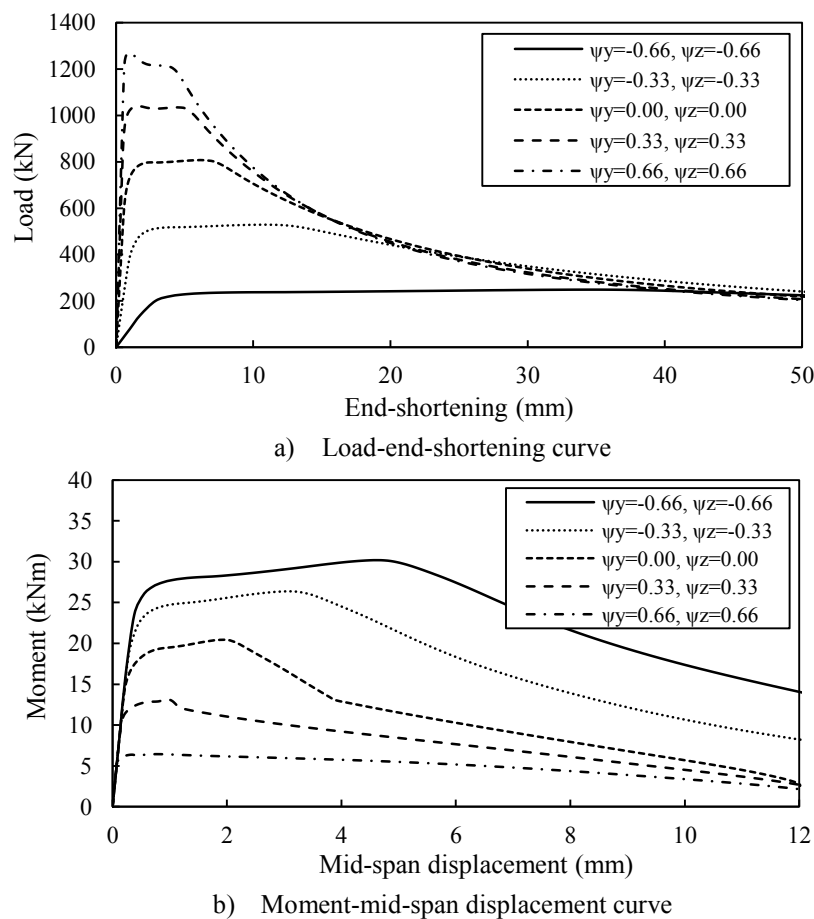 1400
1200
1000
800
600
400
200
0
Load (kN)
ψy=-0.66, ψz=-0.66
ψy=-0.33, ψz=-0.33
ψy=0.00, ψz=0.00
ψy=0.33, ψz=0.33
ψy=0.66, ψz=0.66
0 10 20 30 40 50
End-shortening (mm)
a) Load-end-shortening curve
40
35
30
25
20
15
10
5
0
Moment (kNm)
ψy=-0.66, ψz=-0.66
ψy=-0.33, ψz=-0.33
ψy=0.00, ψz=0.00
ψy=0.33, ψz=0.33
ψy=0.66, ψz=0.66
0 2 4 6 8 10 12
Mid-span displacement (mm)
b) Moment-mid-span displacement curve